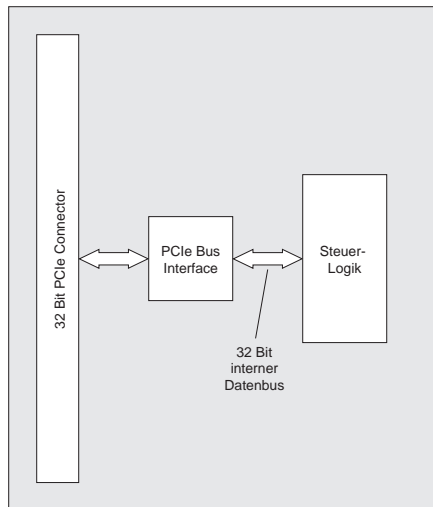 32 Bit PCIe Connector
PCIe Bus
Interface
Steuer-
Logik
32 Bit
interner
Datenbus